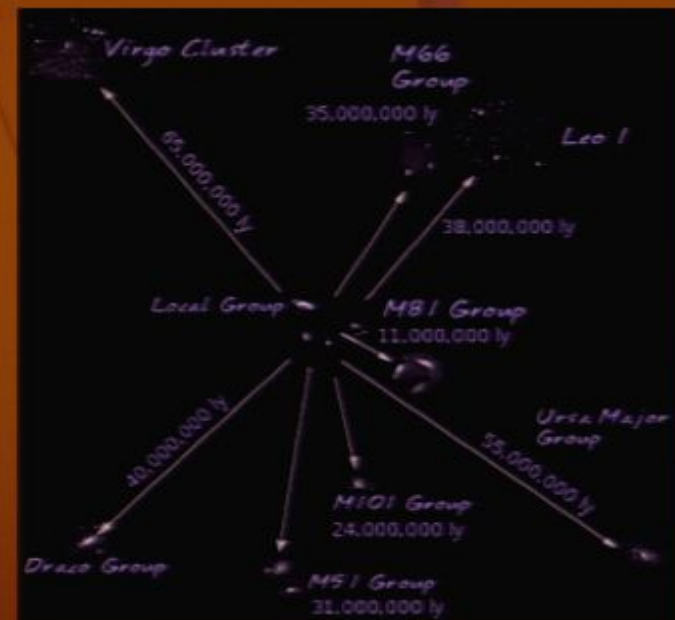 Virgo Cluster
M66
Group
35,000,000 ly
Leo I
65,000,000 ly
38,000,000 ly
Local Group
M81 Group
11,000,000 ly
Ursa Major
Group
40,000,000 ly
55,000,000 ly
M101 Group
24,000,000 ly
Draco Group
M51 Group
31,000,000 ly